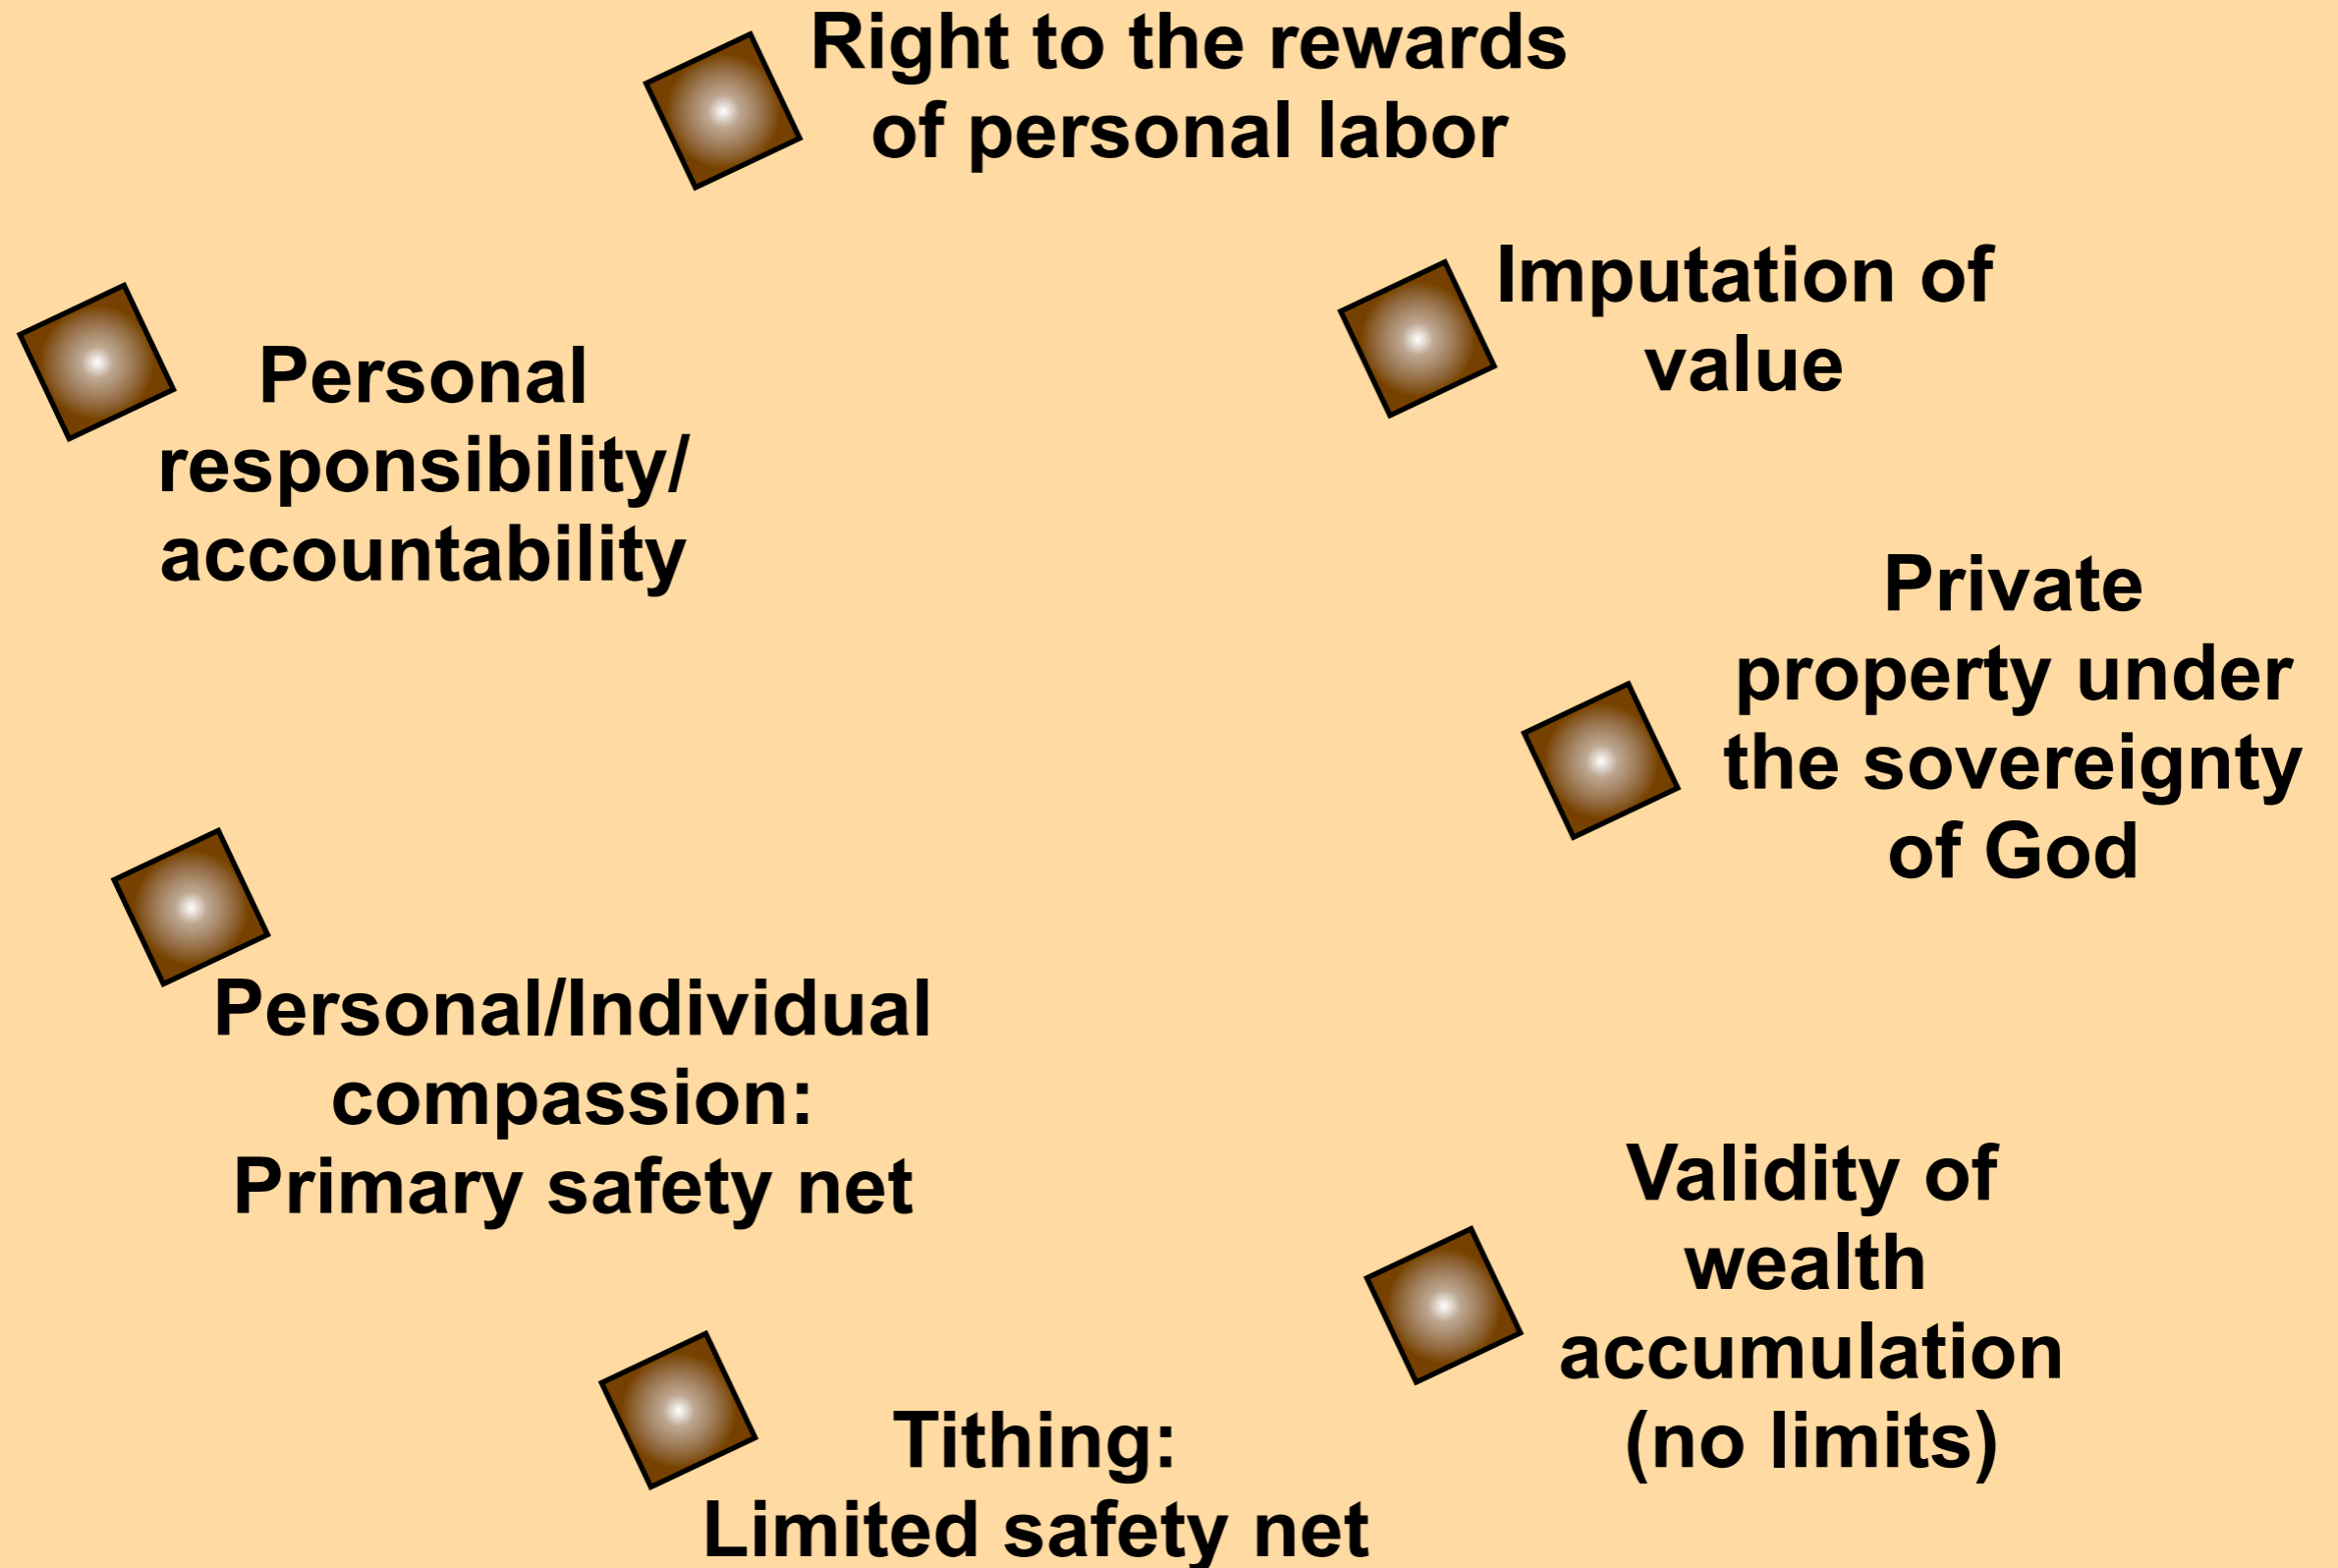 Right to the rewards
of personal labor
Imputation of
value
Personal
responsibility/
accountability
Private
property under
the sovereignty
of God
Personal/Individual
compassion:
Primary safety net
Validity of
wealth
accumulation
(no limits)
Tithing:
Limited safety net